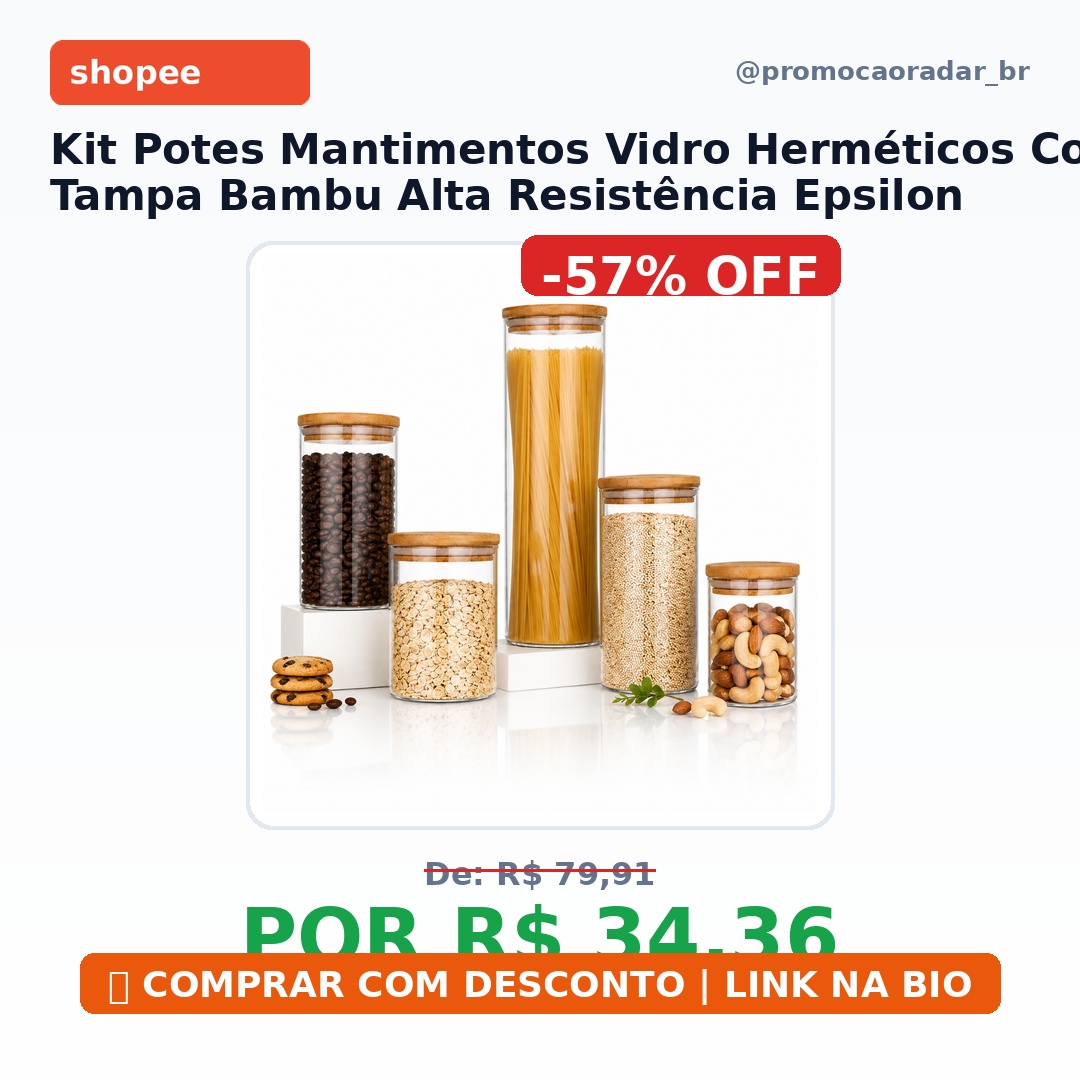 shopee
@promocaoradar_br
Kit Potes Mantimentos Vidro Herméticos Co
Tampa Bambu Alta Resistência Epsilon
-57% OFF
De: R$ 79,91
POR R$ 34,36
COMPRAR COM DESCONTO | LINK NA BIO